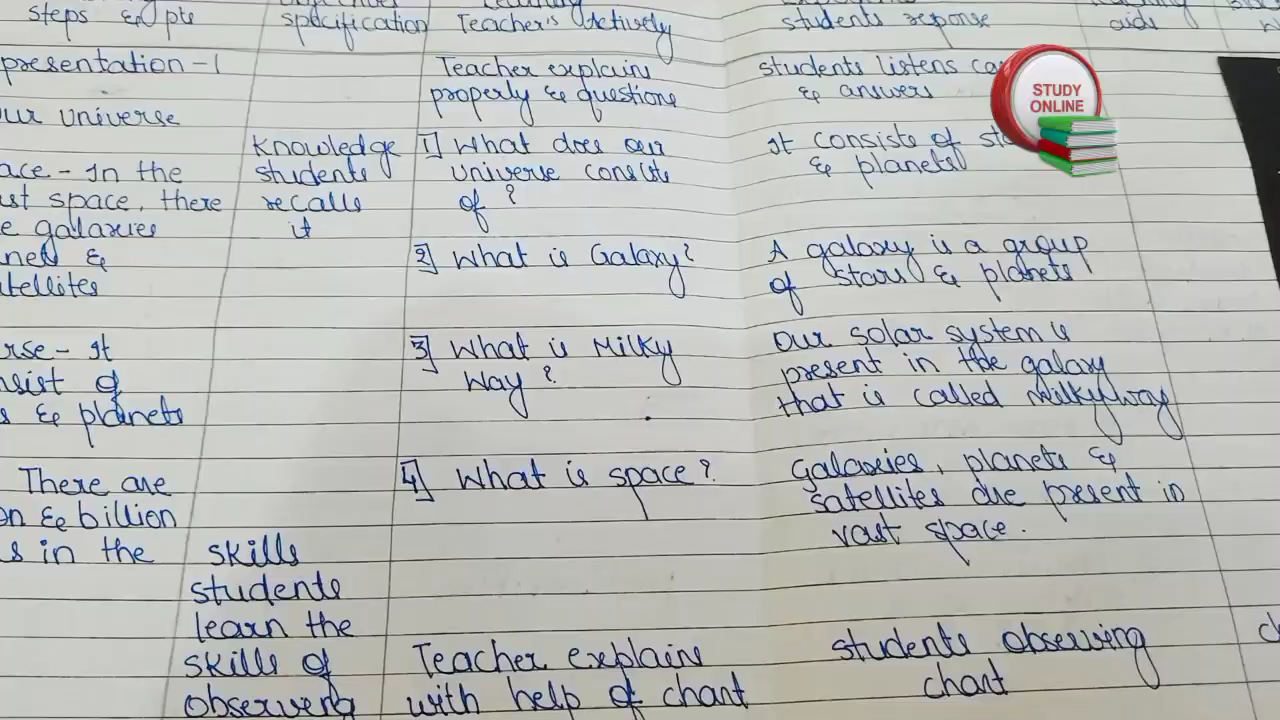 steps & pts
specification
Teacher's Actively
students reponse
aids
presentation - 1
Our universe
ace - In the
st space, there
e galaxies
nets &
tellites
rse - It
nsist of
s & planets
There are
on & billion
s in the
Knowledge
students
recalls
it
skills
students
learn the
skills of
observeng
Teacher explains
properly & questions
1] What does our
universe consits
of ?
2] What is Galaxy?
3] What is Milky
Way ?
4] What is space?
Teacher explains
with help of chart
students listens ca
& answers
It consists of st
& planets
A galaxy is a group
of stars & planets
Our solar system is
present in the galaxy
that is called milkyway
Galaxies, planets &
satellites are present in
vast space.
students observing
chart
STUDY
ONLINE